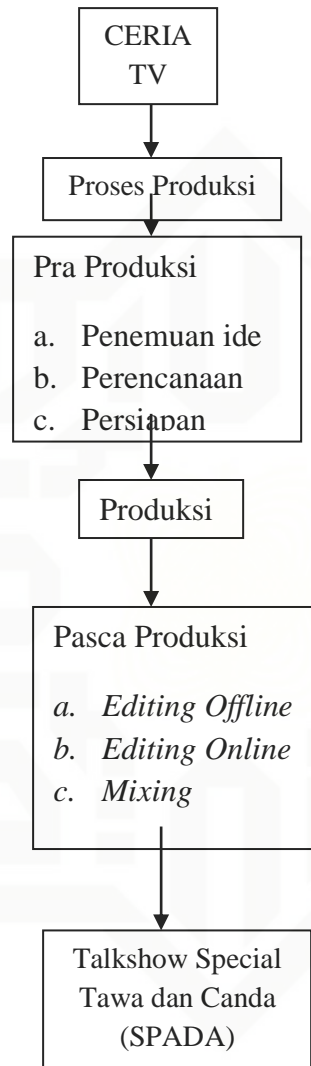 CERIA
TV
Proses Produksi
Pra Produksi
a. Penemuan ide
b. Perencanaan
c. Persiapan
Produksi
Pasca Produksi
a. Editing Offline
b. Editing Online
c. Mixing
Talkshow Special
Tawa dan Canda
(SPADA)